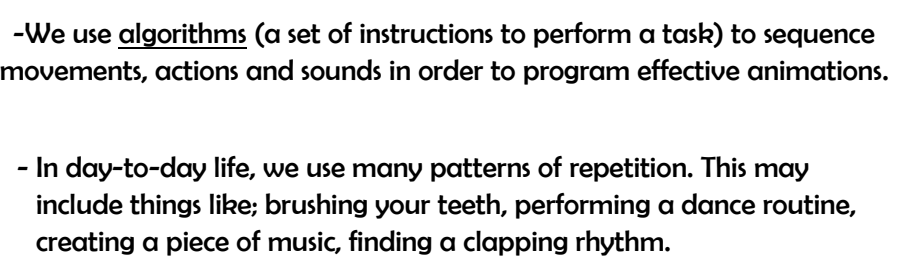 -We use algorithms (a set of instructions to perform a task) to sequence
movements, actions and sounds in order to program effective animations.
- In day-to-day life, we use many patterns of repetition. This may
include things like; brushing your teeth, performing a dance routine,
creating a piece of music, finding a clapping rhythm.